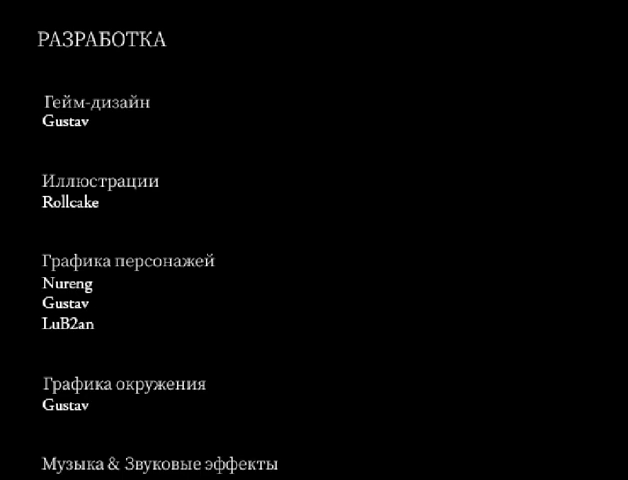 РАЗРАБОТКА
Гейм-дизайн
Gustav
Иллюстрации
Rollcake
Графика персонажей
Nureng
Gustav
LuB2an
Графика окружения
Gustav
Музыка & Звуковые эффекты